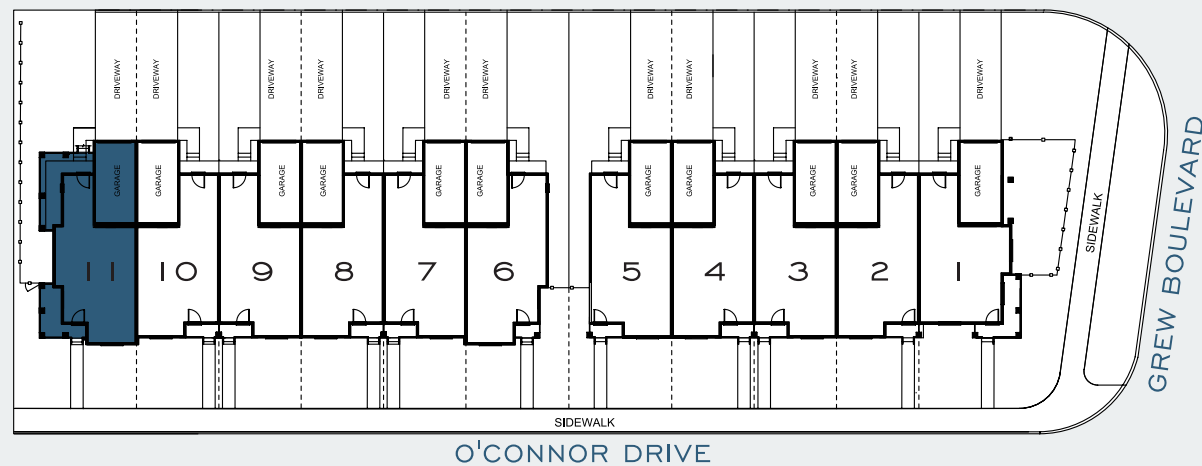 DRIVEWAY DRIVEWAY DRIVEWAY DRIVEWAY DRIVEWAY DRIVEWAY DRIVEWAY DRIVEWAY DRIVEWAY DRIVEWAY DRIVEWAY
GARAGE GARAGE GARAGE GARAGE GARAGE GARAGE GARAGE GARAGE GARAGE GARAGE GARAGE
11 10 9 8 7 6 5 4 3 2 1
SIDEWALK
GREW BOULEVARD
SIDEWALK
O'CONNOR DRIVE